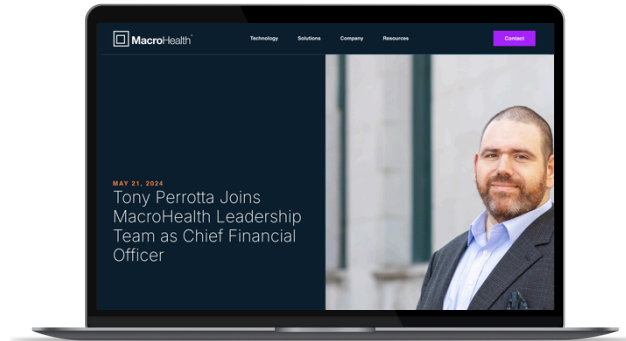 MacroHealth
Technology Solutions Company Resources Contact
MAY 21, 2024
Tony Perrotta Joins
MacroHealth Leadership
Team as Chief Financial
Officer